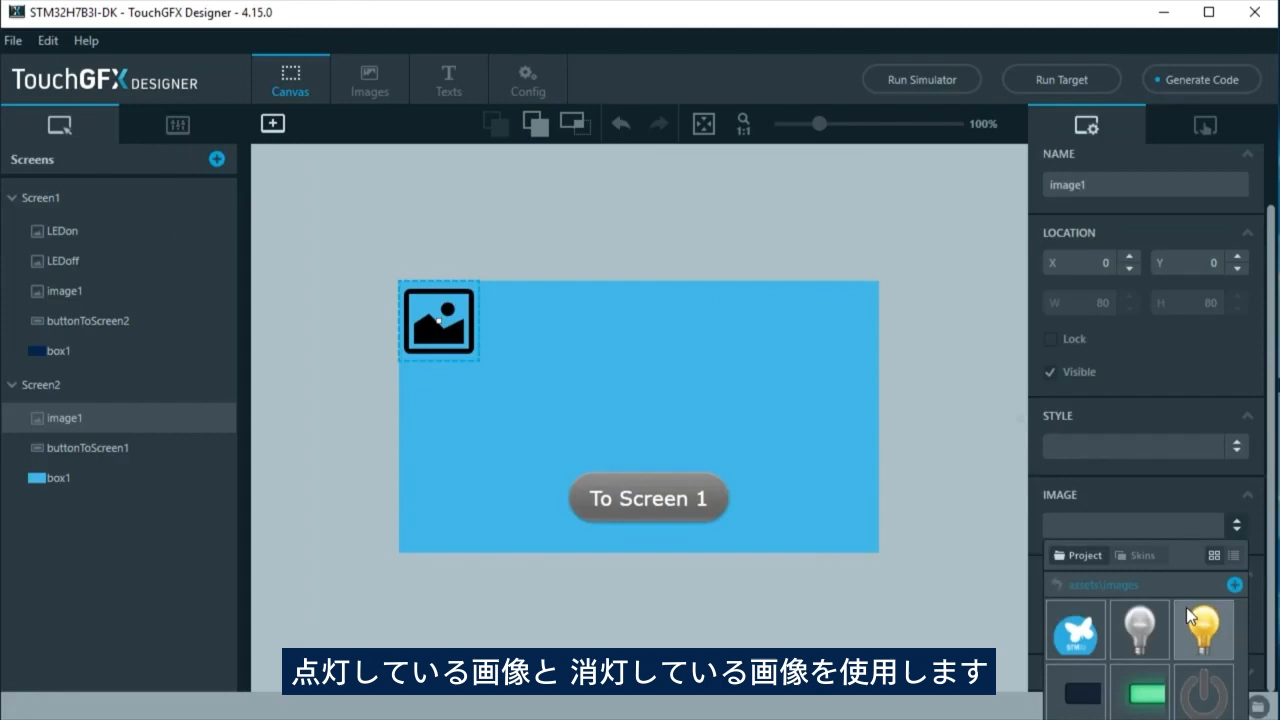 STM32H7B3I-DK - TouchGFX Designer - 4.15.0
File Edit Help
TouchGFX DESIGNER
Canvas
Images
Texts
Config
Run Simulator
Run Target
Generate Code
1:1
100%
Screens
Screen1
LEDon
LEDoff
image1
buttonToScreen2
box1
Screen2
image1
buttonToScreen1
box1
To Screen 1
NAME
image1
LOCATION
X 0 Y 0
W 80 H 80
Lock
Visible
STYLE
IMAGE
Project Skins
assets\images
点灯している画像と 消灯している画像を使用します